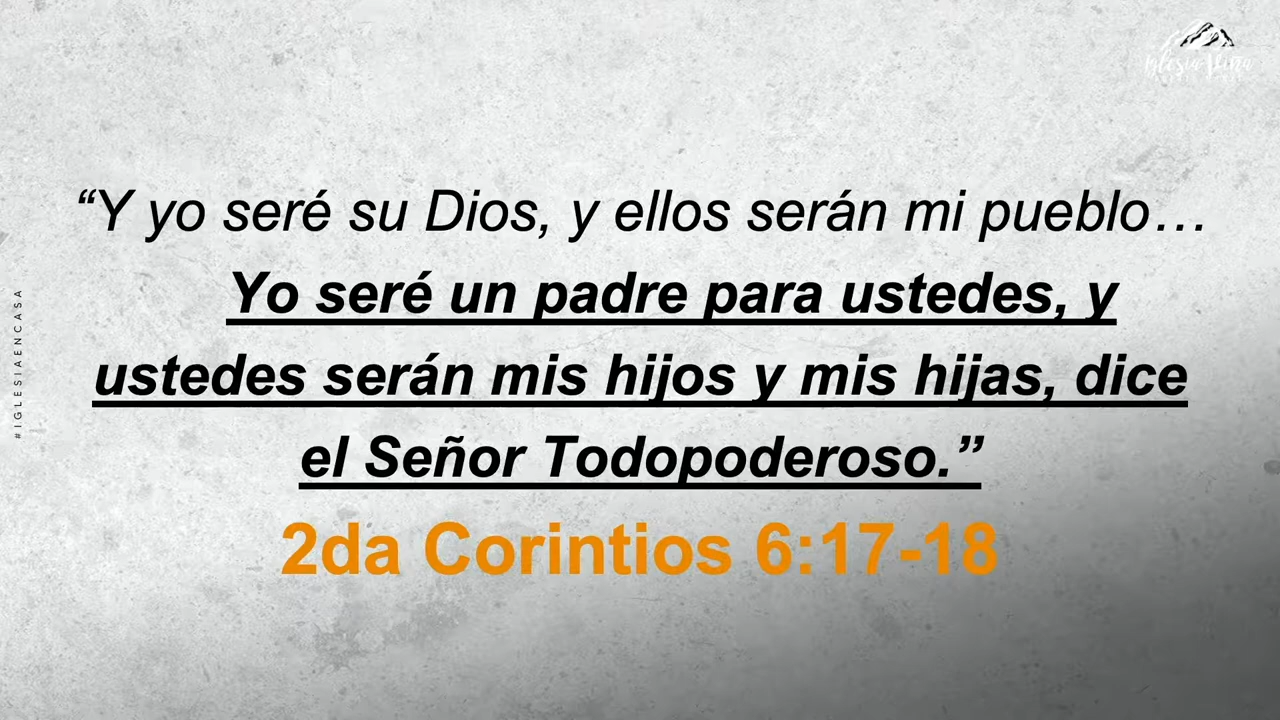 “Y yo seré su Dios, y ellos serán mi pueblo…
Yo seré un padre para ustedes, y
ustedes serán mis hijos y mis hijas, dice
el Señor Todopoderoso.”
2da Corintios 6:17-18
#IGLESIAENCASA